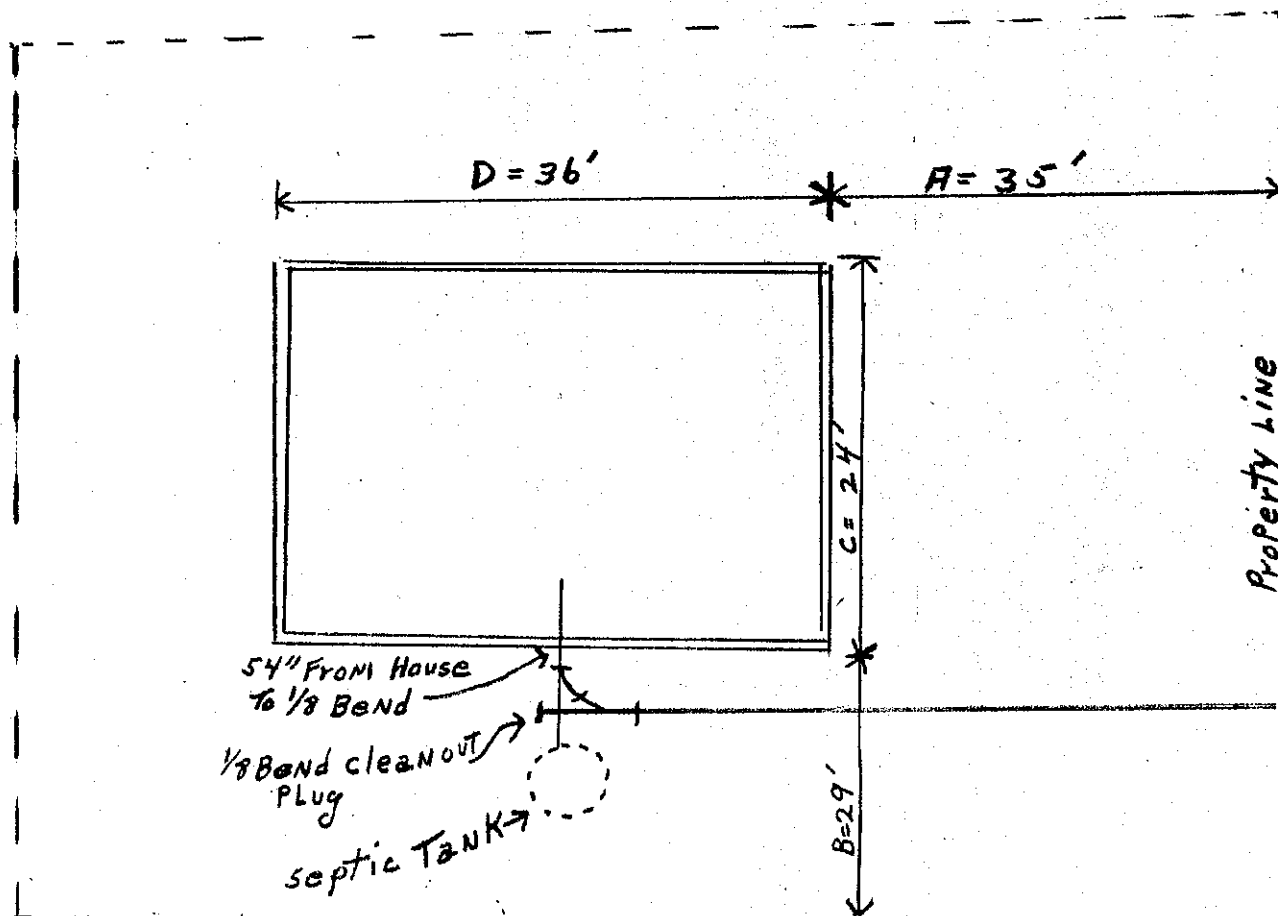 D = 36'
A = 35'
C = 24'
Property Line
54" From House
To 1/8 Bend
1/8 Bend cleanout
Plug
septic Tank
B=29'